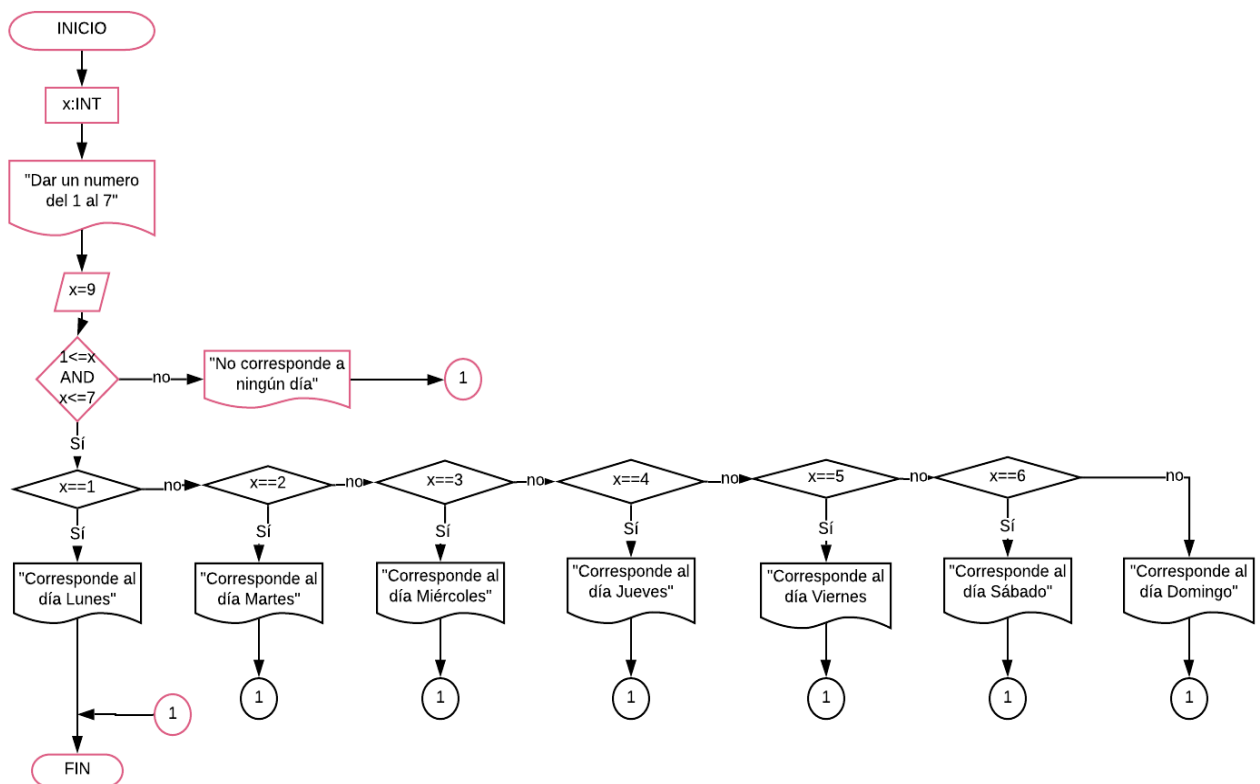 INICIO
x:INT
"Dar un numero
del 1 al 7"
x=9
1<=x
AND
x<=7
no
"No corresponde a
ningún día"
1
Sí
x==1
no
x==2
no
x==3
no
x==4
no
x==5
no
x==6
no
Sí
Sí
Sí
Sí
Sí
Sí
"Corresponde al
día Lunes"
"Corresponde al
día Martes"
"Corresponde al
día Miércoles"
"Corresponde al
día Jueves"
"Corresponde al
día Viernes
"Corresponde al
día Sábado"
"Corresponde al
día Domingo"
1
1
1
1
1
1
1
FIN